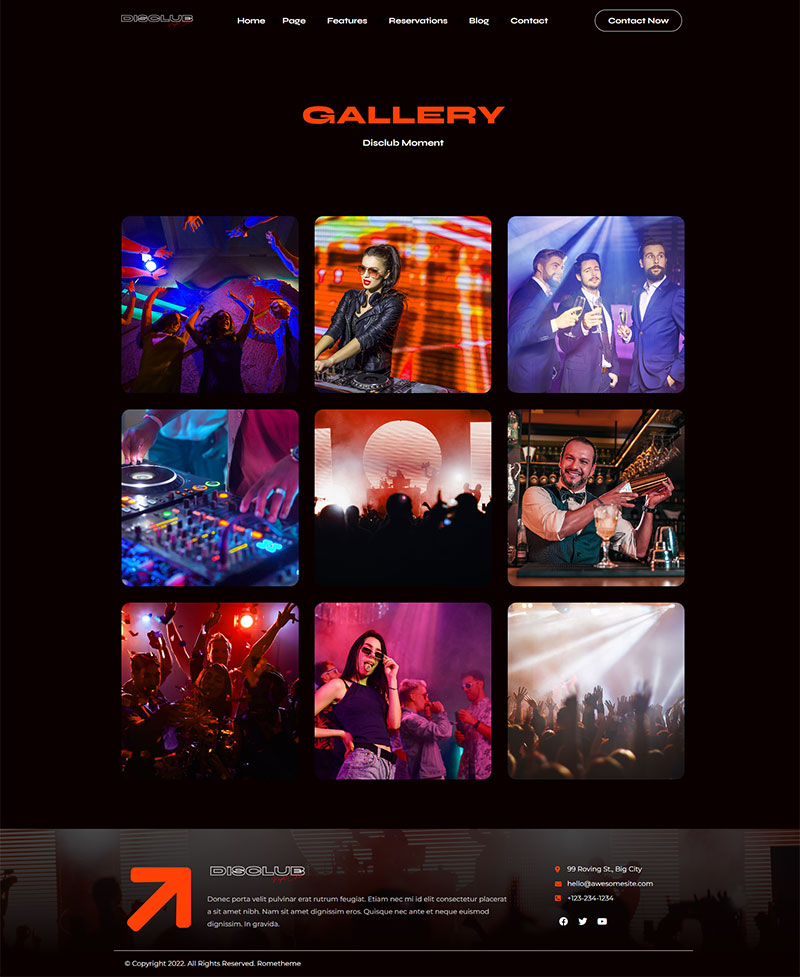 DISCLUB
Home Page Features Reservations Blog Contact Contact Now
GALLERY
Disclub Moment
DISCLUB
Donec porta velit pulvinar erat rutrum feugiat. Etiam nec mi id elit consectetur placerat
a sit amet nibh. Nam sit amet dignissim eros. Quisque nec ante et neque euismod
dignissim. In gravida.
99 Roving St., Big City
hello@awesomesite.com
+123-234-1234
© Copyright 2022. All Rights Reserved. Rometheme